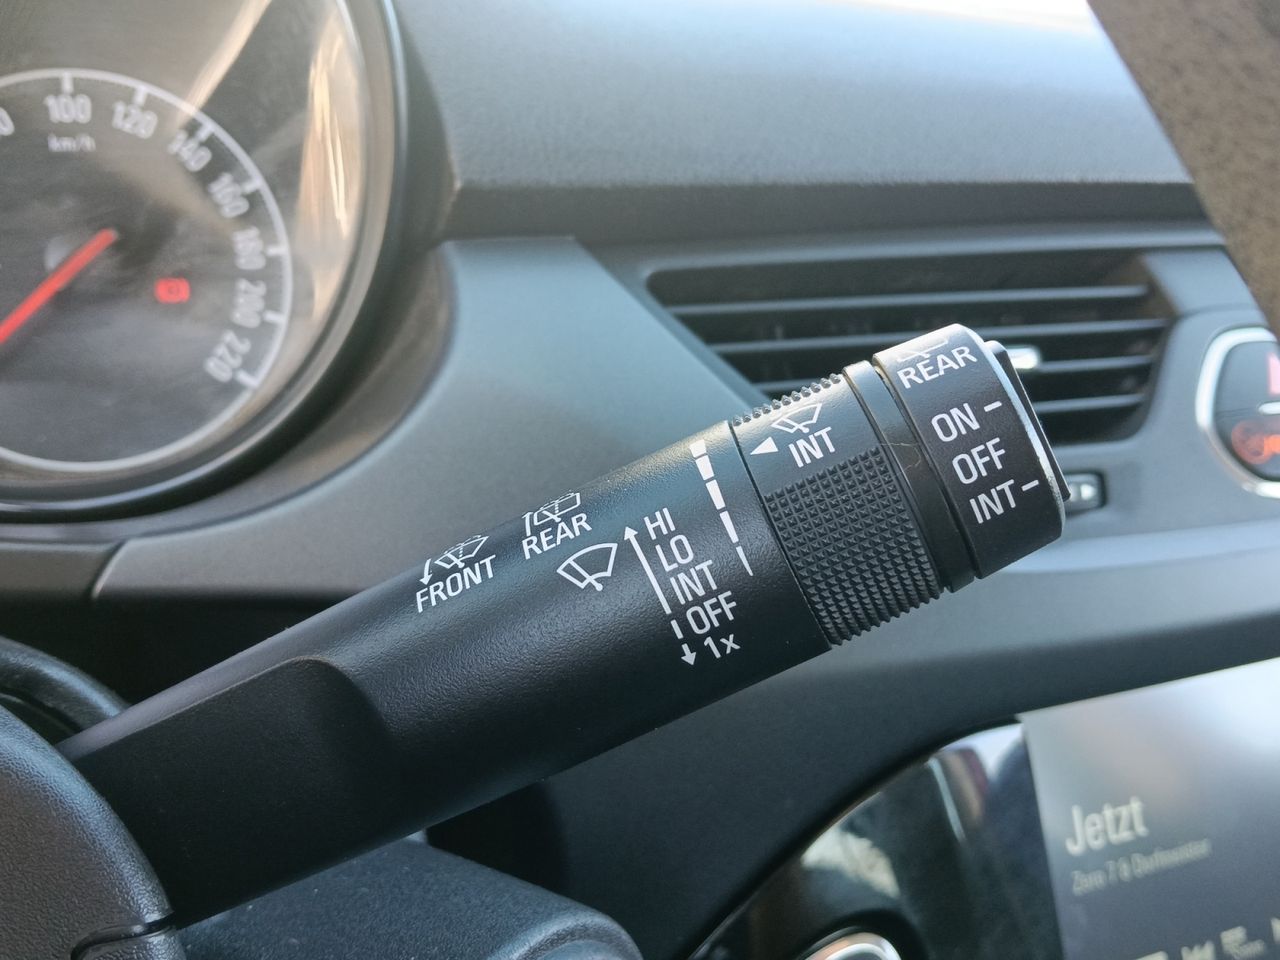 100
120
km/h
140
160
180
200
220
REAR
ON
OFF
INT
INT
REAR
FRONT
HI
LO
INT
OFF
1x
Jetzt